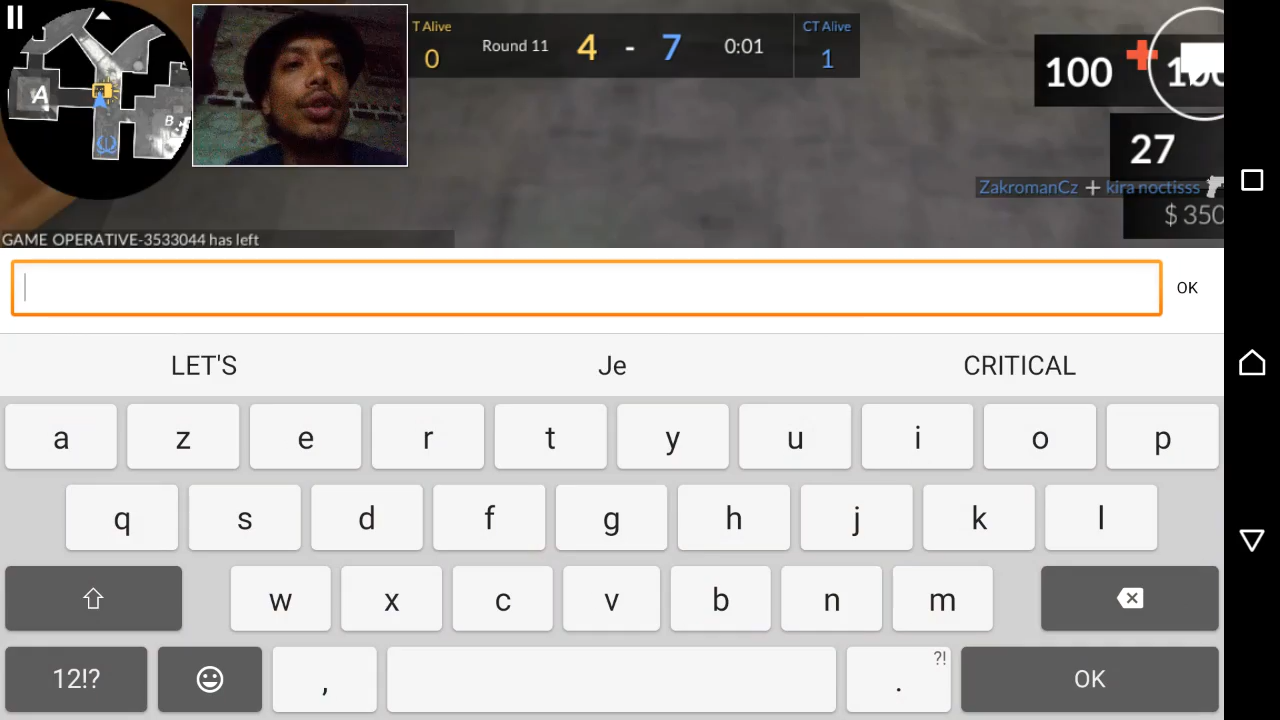 T Alive
0
Round 11
4 - 7
0:01
CT Alive
1
A
B
100
27
ZakromanCz + kira noctisss
$ 350
GAME OPERATIVE-3533044 has left
OK
LET'S
Je
CRITICAL
a z e r t y u i o p
q s d f g h j k l
w x c v b n m
12!?
,
?!
.
OK